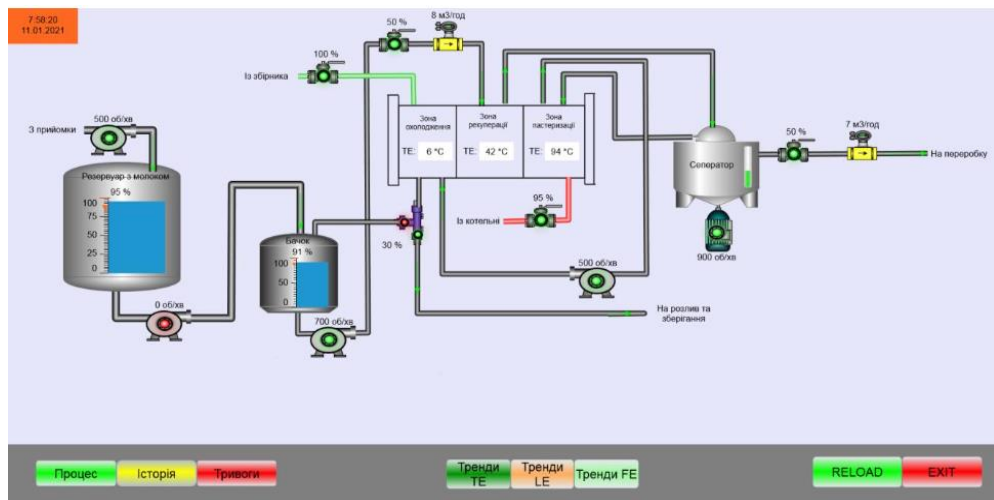 7:58:20
11.01.2021
8 м3/год
50 %
100 %
Із збірника
500 об/хв
З прийомки
Зона
охолодження
Зона
рекуперації
Зона
пастеризації
TE:
6 °C
TE:
42 °C
TE:
94 °C
50 %
7 м3/год
На переробку
Сепаратор
900 об/хв
Резервуар з молоком
95 %
100
75
50
25
0
95 %
Із котельні
30 %
Бачок
91 %
100
50
0
500 об/хв
0 об/хв
700 об/хв
На розлив та
зберігання
Процес
Історія
Тривоги
Тренди
TE
Тренди
LE
Тренди FE
RELOAD
EXIT